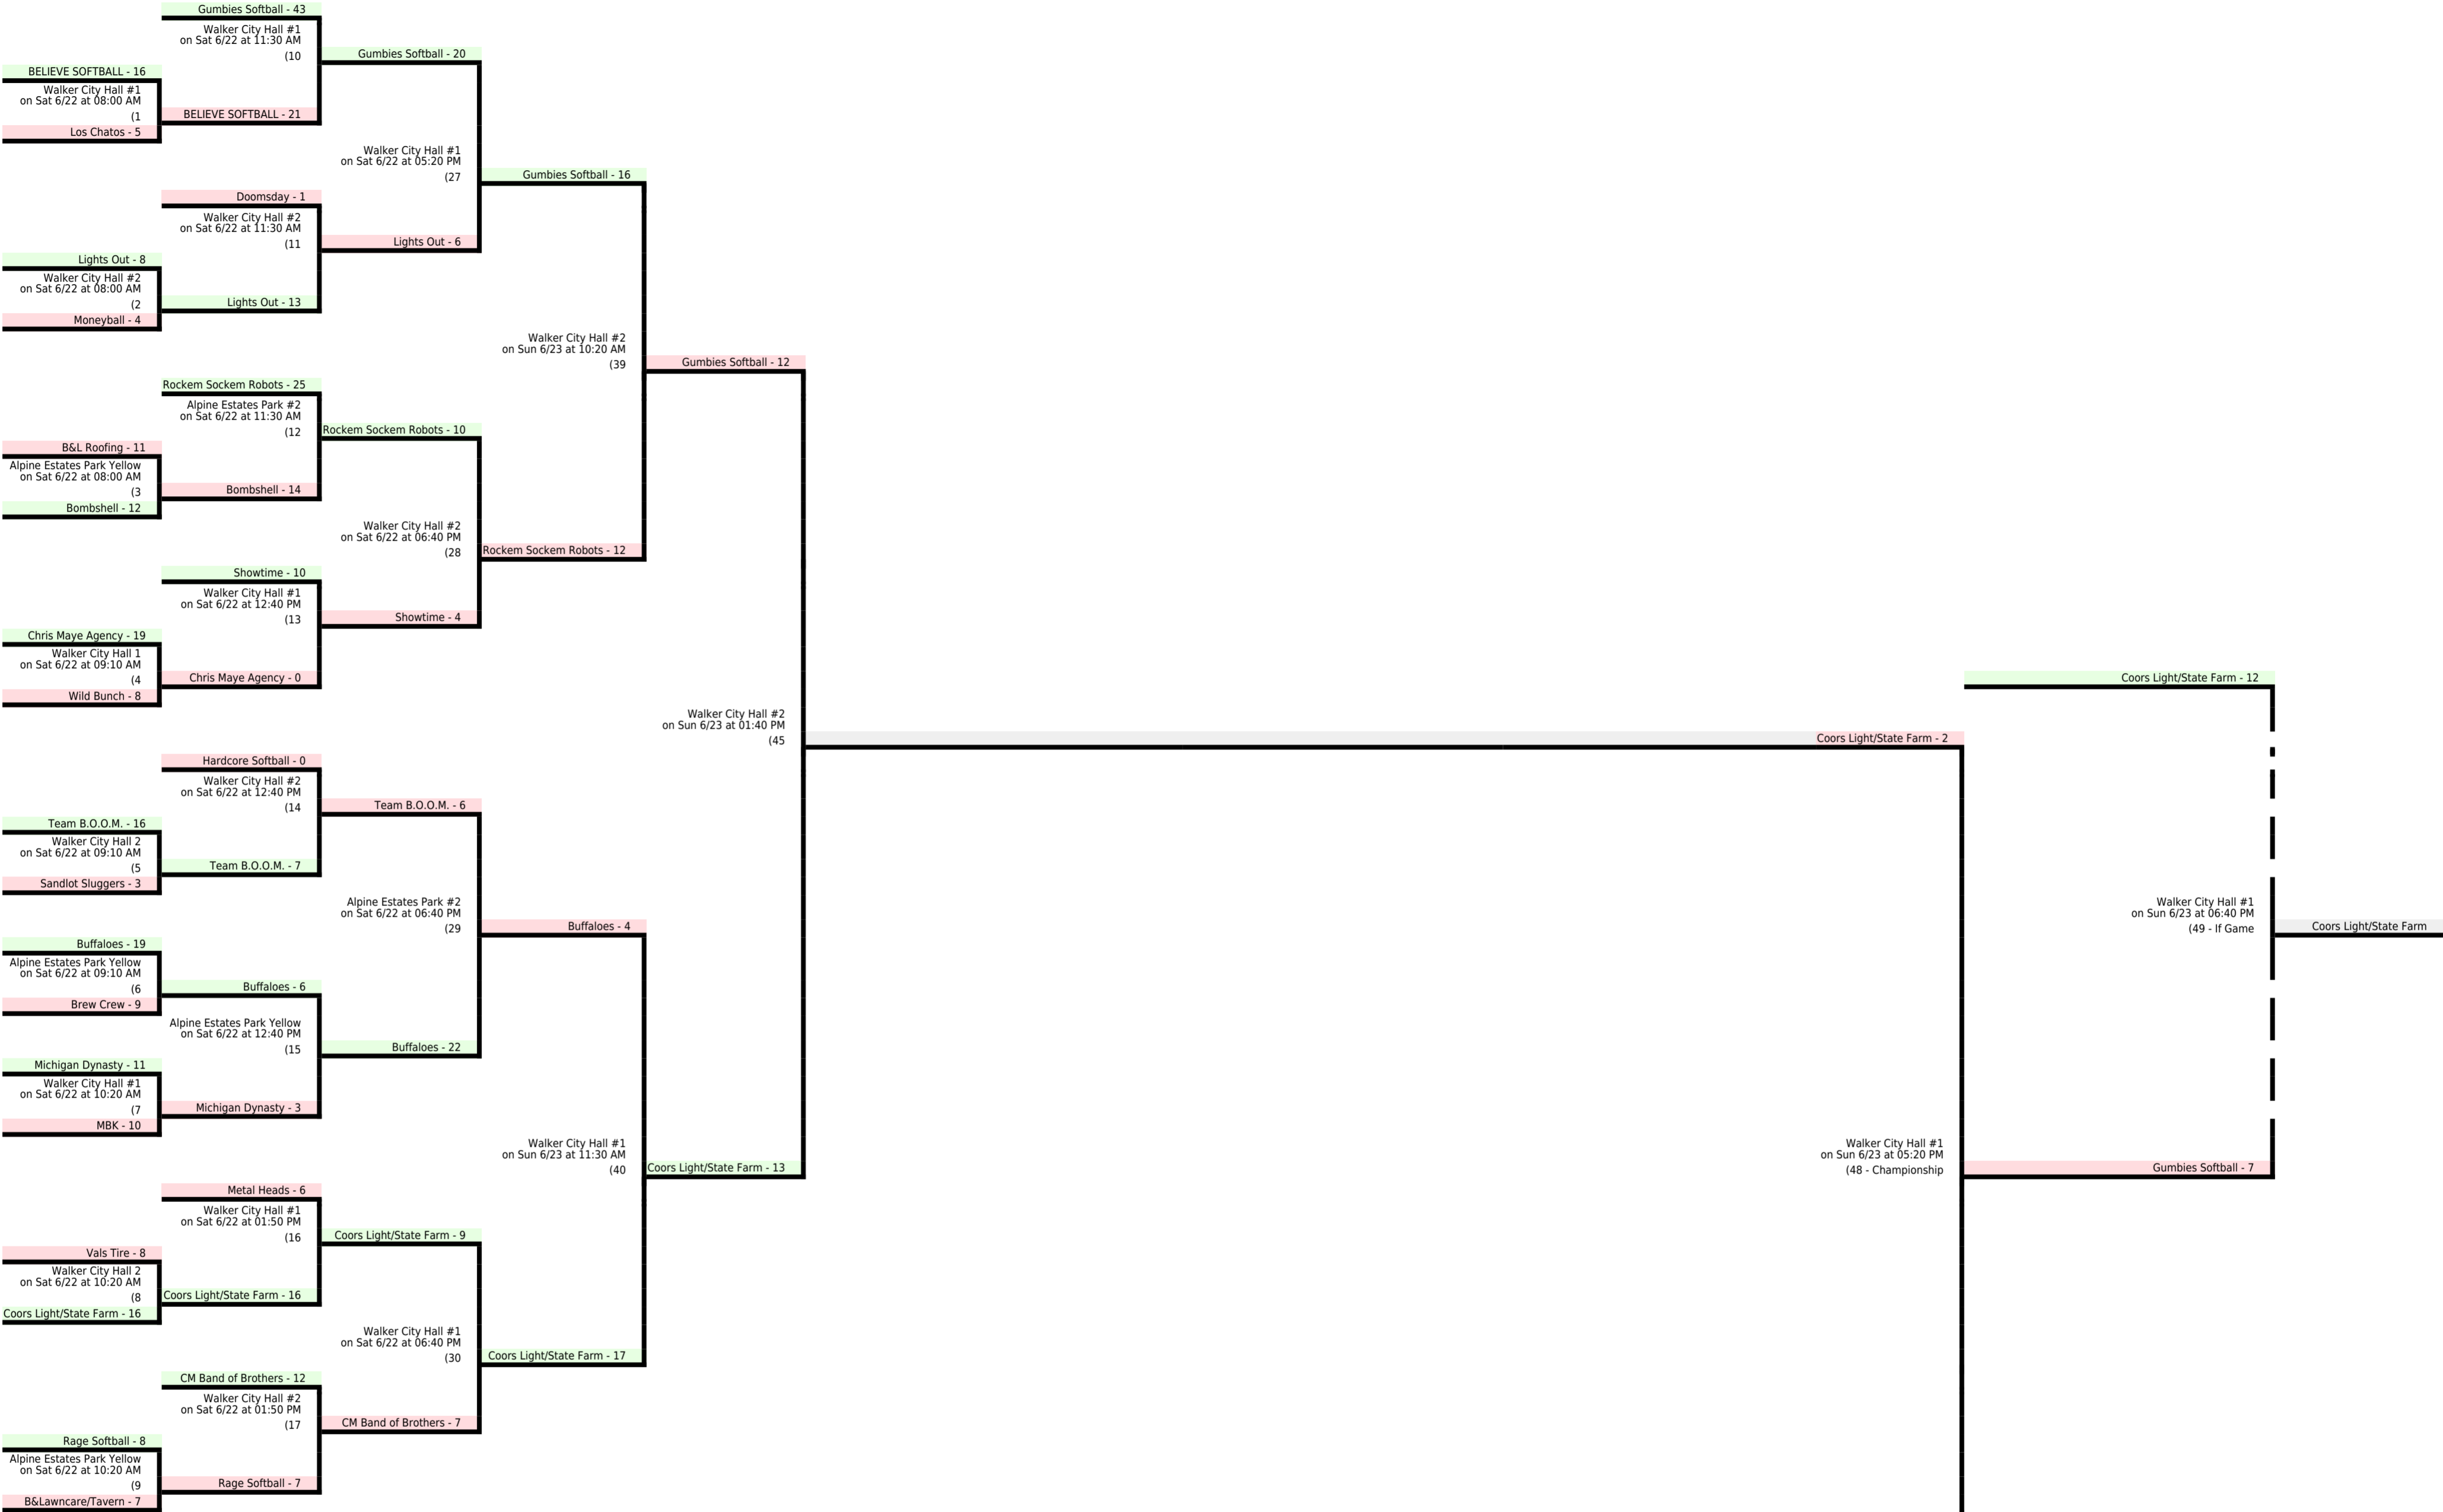 Gumbies Softball - 43
Walker City Hall #1
on Sat 6/22 at 11:30 AM
(10
BELIEVE SOFTBALL - 21
BELIEVE SOFTBALL - 16
Walker City Hall #1
on Sat 6/22 at 08:00 AM
(1
Los Chatos - 5
Doomsday - 1
Walker City Hall #2
on Sat 6/22 at 11:30 AM
(11
Lights Out - 13
Lights Out - 8
Walker City Hall #2
on Sat 6/22 at 08:00 AM
(2
Moneyball - 4
Rockem Sockem Robots - 25
Alpine Estates Park #2
on Sat 6/22 at 11:30 AM
(12
Bombshell - 14
B&L Roofing - 11
Alpine Estates Park Yellow
on Sat 6/22 at 08:00 AM
(3
Bombshell - 12
Showtime - 10
Walker City Hall #1
on Sat 6/22 at 12:40 PM
(13
Chris Maye Agency - 0
Chris Maye Agency - 19
Walker City Hall 1
on Sat 6/22 at 09:10 AM
(4
Wild Bunch - 8
Hardcore Softball - 0
Walker City Hall #2
on Sat 6/22 at 12:40 PM
(14
Team B.O.O.M. - 7
Team B.O.O.M. - 16
Walker City Hall 2
on Sat 6/22 at 09:10 AM
(5
Sandlot Sluggers - 3
Buffaloes - 19
Alpine Estates Park Yellow
on Sat 6/22 at 09:10 AM
(6
Brew Crew - 9
Buffaloes - 6
Alpine Estates Park Yellow
on Sat 6/22 at 12:40 PM
(15
Michigan Dynasty - 3
Michigan Dynasty - 11
Walker City Hall #1
on Sat 6/22 at 10:20 AM
(7
MBK - 10
Metal Heads - 6
Walker City Hall #1
on Sat 6/22 at 01:50 PM
(16
Coors Light/State Farm - 16
Vals Tire - 8
Walker City Hall 2
on Sat 6/22 at 10:20 AM
(8
Coors Light/State Farm - 16
CM Band of Brothers - 12
Walker City Hall #2
on Sat 6/22 at 01:50 PM
(17
Rage Softball - 7
Rage Softball - 8
Alpine Estates Park Yellow
on Sat 6/22 at 10:20 AM
(9
B&Lawncare/Tavern - 7
Gumbies Softball - 20
Walker City Hall #1
on Sat 6/22 at 05:20 PM
(27
Lights Out - 6
Rockem Sockem Robots - 10
Walker City Hall #2
on Sat 6/22 at 06:40 PM
(28
Showtime - 4
Team B.O.O.M. - 6
Alpine Estates Park #2
on Sat 6/22 at 06:40 PM
(29
Buffaloes - 22
Coors Light/State Farm - 9
Walker City Hall #1
on Sat 6/22 at 06:40 PM
(30
CM Band of Brothers - 7
Gumbies Softball - 16
Walker City Hall #2
on Sun 6/23 at 10:20 AM
(39
Rockem Sockem Robots - 12
Buffaloes - 4
Walker City Hall #1
on Sun 6/23 at 11:30 AM
(40
Coors Light/State Farm - 17
Gumbies Softball - 12
Walker City Hall #2
on Sun 6/23 at 01:40 PM
(45
Coors Light/State Farm - 13
Coors Light/State Farm - 2
Walker City Hall #1
on Sun 6/23 at 05:20 PM
(48 - Championship
Coors Light/State Farm - 12
Walker City Hall #1
on Sun 6/23 at 06:40 PM
(49 - If Game
Gumbies Softball - 7
Coors Light/State Farm